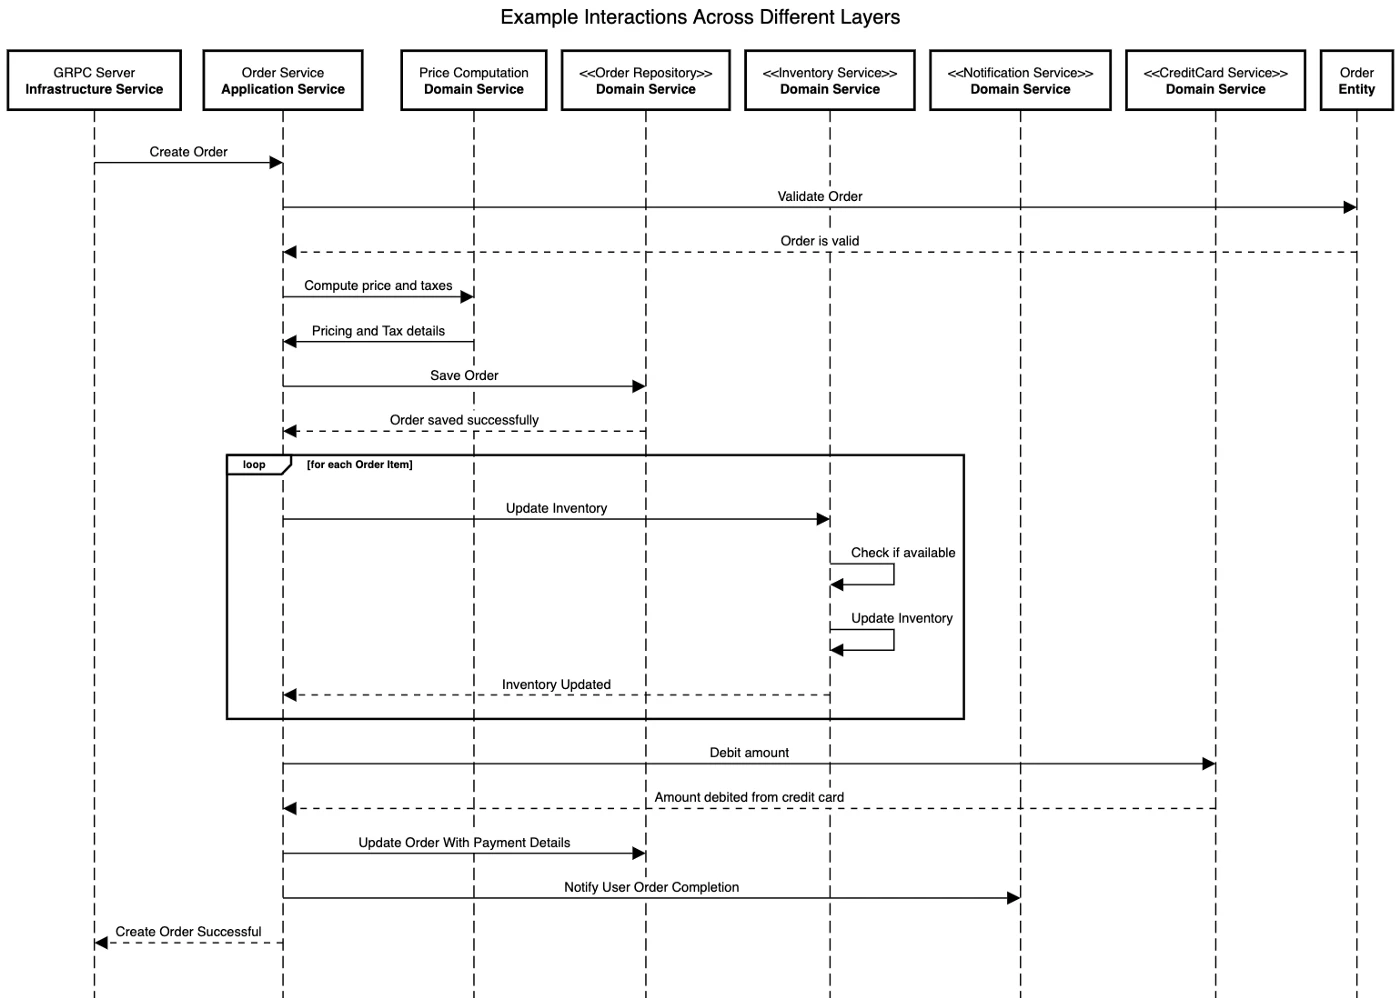 Example Interactions Across Different Layers
GRPC Server
Infrastructure Service
Order Service
Application Service
Price Computation
Domain Service
<<Order Repository>>
Domain Service
<<Inventory Service>>
Domain Service
<<Notification Service>>
Domain Service
<<CreditCard Service>>
Domain Service
Order
Entity
Create Order
Validate Order
Order is valid
Compute price and taxes
Pricing and Tax details
Save Order
Order saved successfully
loop [for each Order Item]
Update Inventory
Check if available
Update Inventory
Inventory Updated
Debit amount
Amount debited from credit card
Update Order With Payment Details
Notify User Order Completion
Create Order Successful